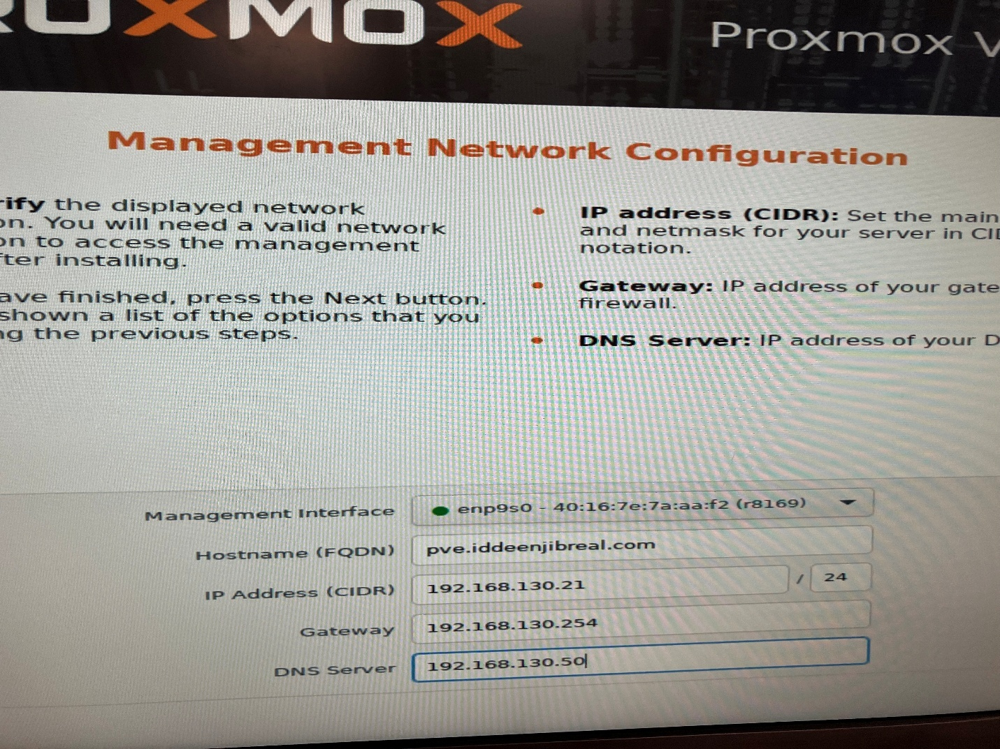 ROXMOX
Proxmox V
Management Network Configuration
rify the displayed network
on. You will need a valid network
on to access the management
fter installing.
ave finished, press the Next button.
shown a list of the options that you
ng the previous steps.
• IP address (CIDR): Set the main
and netmask for your server in CID
notation.
• Gateway: IP address of your gate
firewall.
• DNS Server: IP address of your D
Management Interface enp9s0 - 40:16:7e:7a:aa:f2 (r8169)
Hostname (FQDN) pve.iddeenjibreal.com
IP Address (CIDR) 192.168.130.21 / 24
Gateway 192.168.130.254
DNS Server 192.168.130.50